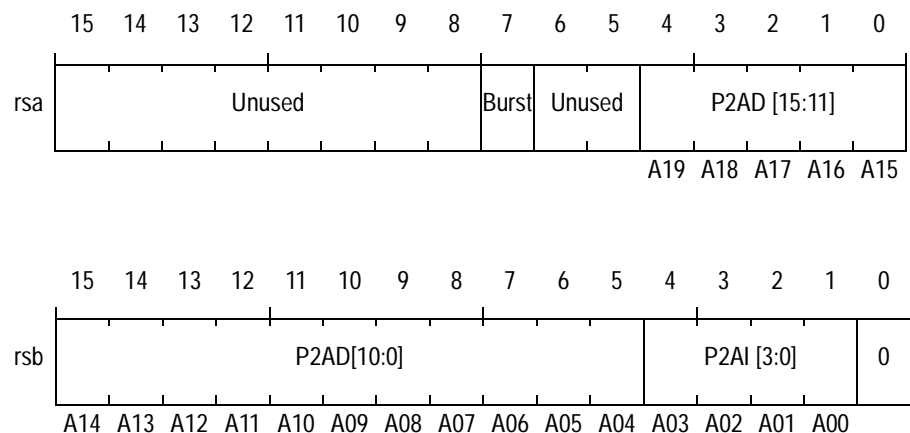 15 14 13 12 11 10 9 8 7 6 5 4 3 2 1 0
rsa Unused Burst Unused P2AD [15:11]
A19 A18 A17 A16 A15
15 14 13 12 11 10 9 8 7 6 5 4 3 2 1 0
rsb P2AD[10:0] P2AI [3:0] 0
A14 A13 A12 A11 A10 A09 A08 A07 A06 A05 A04 A03 A02 A01 A00